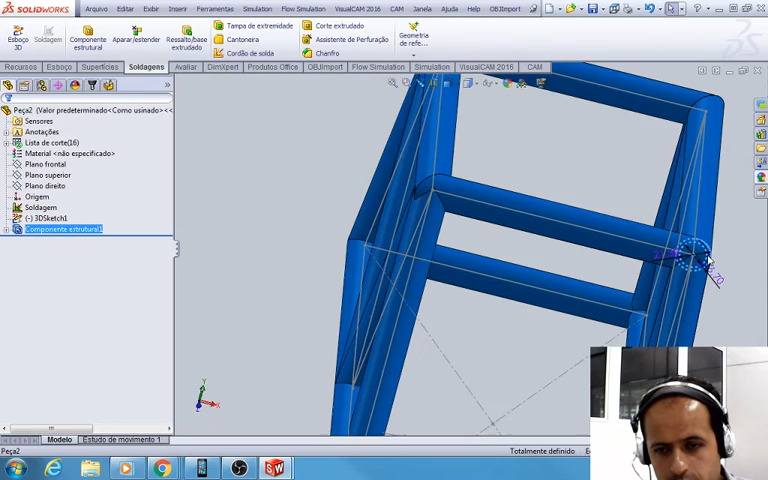 SOLIDWORKS Arquivo Editar Exibir Inserir Ferramentas Simulation Flow Simulation VisualCAM 2016 CAM Janela Ajuda OBJImport
Esboço 3D
Soldagem
Componente estrutural
Aparar/estender
Ressalto/base extrudado
Tampa de extremidade
Cantoneira
Cordão de solda
Corte extrudado
Assistente de Perfuração
Chanfro
Geometria de refe...
Recursos Esboço Superfícies Soldagens Avaliar DimXpert Produtos Office OBJImport Flow Simulation Simulation VisualCAM 2016 CAM
Peça2 (Valor predeterminado<Como usinado><<
Sensores
Anotações
Lista de corte(16)
Material <não especificado>
Plano frontal
Plano superior
Plano direito
Origem
Soldagem
(-) 3DSketch1
Componente estrutural1
Y
X
Z
Modelo Estudo de movimento 1
Peça2 Totalmente definido